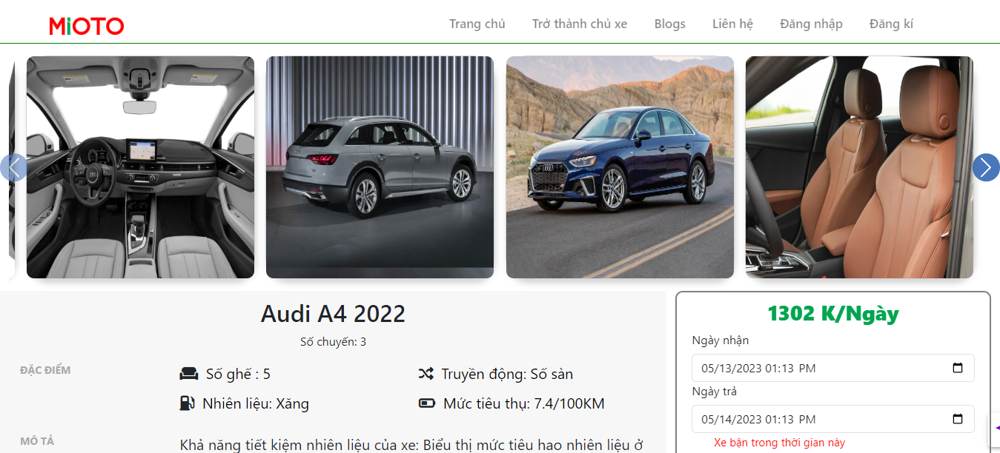 MiOTO
Trang chủ
Trở thành chủ xe
Blogs
Liên hệ
Đăng nhập
Đăng kí
Audi A4 2022
Số chuyến: 3
ĐẶC ĐIỂM
Số ghế : 5
Truyền động: Số sàn
Nhiên liệu: Xăng
Mức tiêu thụ: 7.4/100KM
MÔ TẢ
Khả năng tiết kiệm nhiên liệu của xe: Biểu thị mức tiêu hao nhiên liệu ở
1302 K/Ngày
Ngày nhận
05/13/2023 01:13 PM
Ngày trả
05/14/2023 01:13 PM
Xe bận trong thời gian này